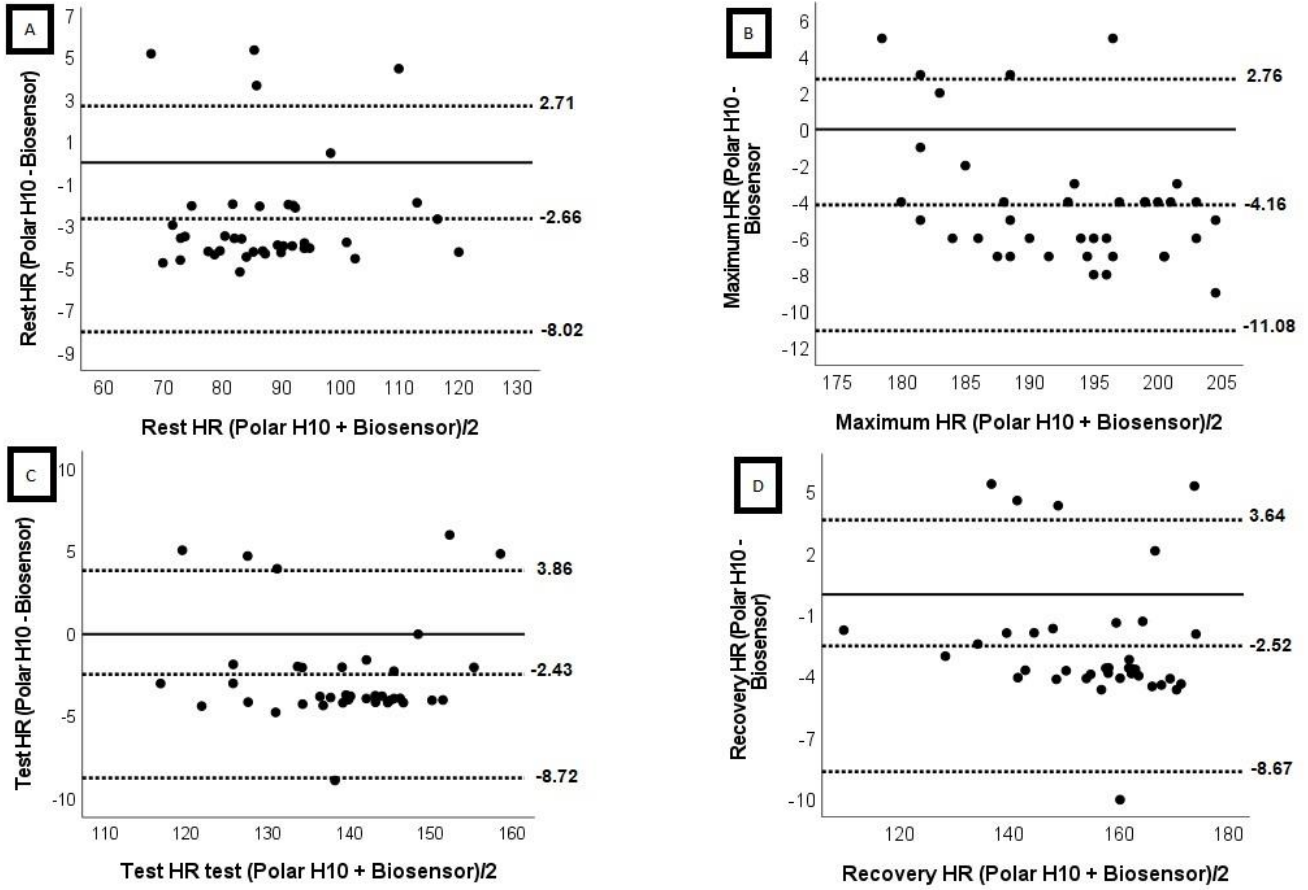 A
Rest HR (Polar H10 - Biosensor)
7
5
3
1
-1
-3
-5
-7
-9
2.71
-2.66
-8.02
60 70 80 90 100 110 120 130
Rest HR (Polar H10 + Biosensor)/2
B
Maximum HR (Polar H10 -
Biosensor
6
4
2
0
-2
-4
-6
-8
-10
-12
2.76
-4.16
-11.08
175 180 185 190 195 200 205
Maximum HR (Polar H10 + Biosensor)/2
C
Test HR (Polar H10 - Biosensor)
10
5
0
-5
-10
3.86
-2.43
-8.72
110 120 130 140 150 160
Test HR test (Polar H10 + Biosensor)/2
D
Recovery HR (Polar H10 -
Biosensor)
5
2
-1
-4
-7
-10
3.64
-2.52
-8.67
120 140 160 180
Recovery HR (Polar H10 + Biosensor)/2